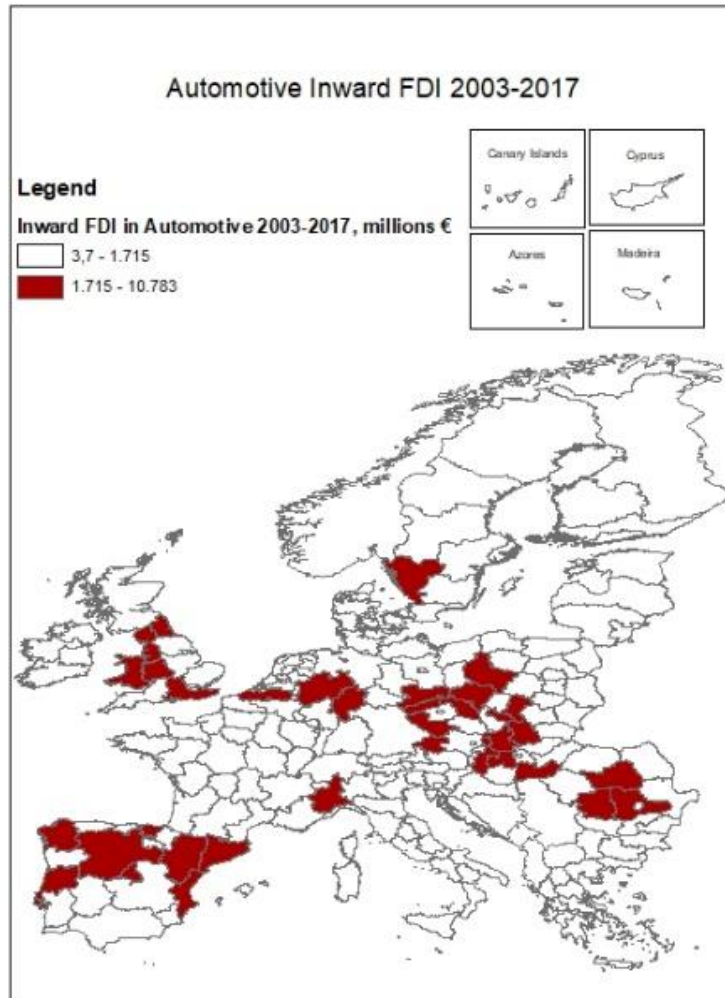 Automotive Inward FDI 2003-2017
Canary Islands
Cyprus
Legend
Inward FDI in Automotive 2003-2017, millions €
3,7 - 1.715
1.715 - 10.783
Azores
Madeira